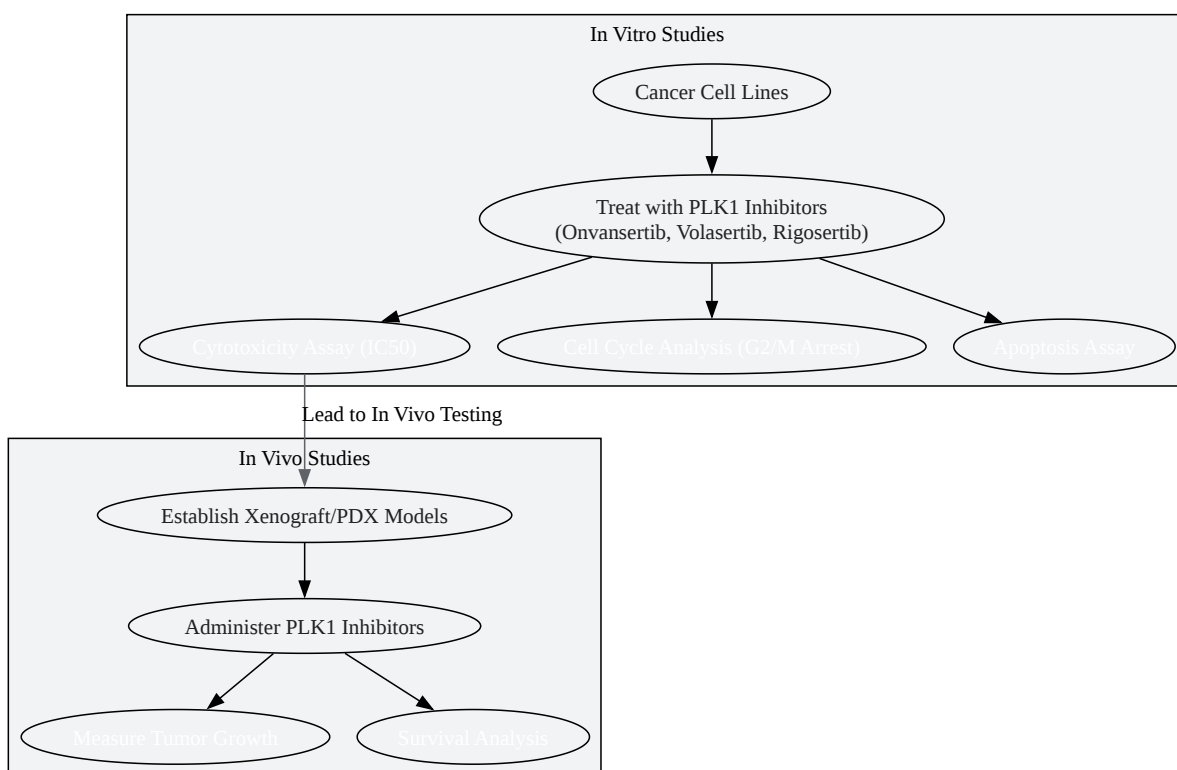 In Vitro Studies
Cancer Cell Lines
Treat with PLK1 Inhibitors
(Onvansertib, Volasertib, Rigosertib)
Cytotoxicity Assay (IC50)
Cell Cycle Analysis (G2/M Arrest)
Apoptosis Assay
Lead to In Vivo Testing
In Vivo Studies
Establish Xenograft/PDX Models
Administer PLK1 Inhibitors
Measure Tumor Growth
Survival Analysis